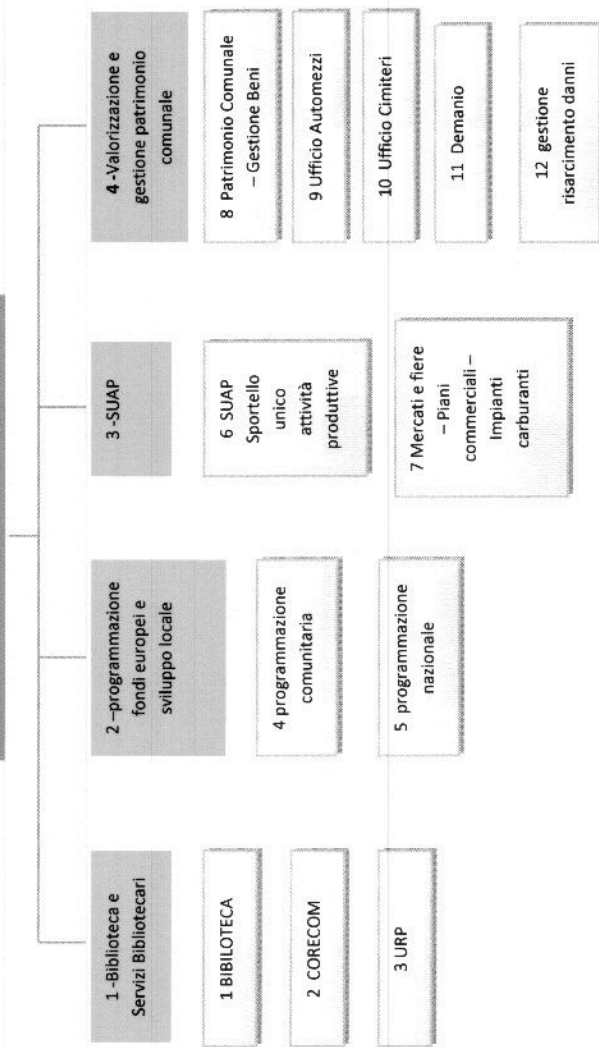 1 -Biblioteca e
Servizi Bibliotecari
1 BIBILOTECA
2 CORECOM
3 URP
2 –programmazione
fondi europei e
sviluppo locale
4 programmazione
comunitaria
5 programmazione
nazionale
3 -SUAP
6 SUAP
Sportello
unico
attività
produttive
7 Mercati e fiere
– Piani
commerciali –
Impianti
carburanti
4 -Valorizzazione e
gestione patrimonio
comunale
8 Patrimonio Comunale
– Gestione Beni
9 Ufficio Automezzi
10 Ufficio Cimiteri
11 Demanio
12 gestione
risarcimento danni